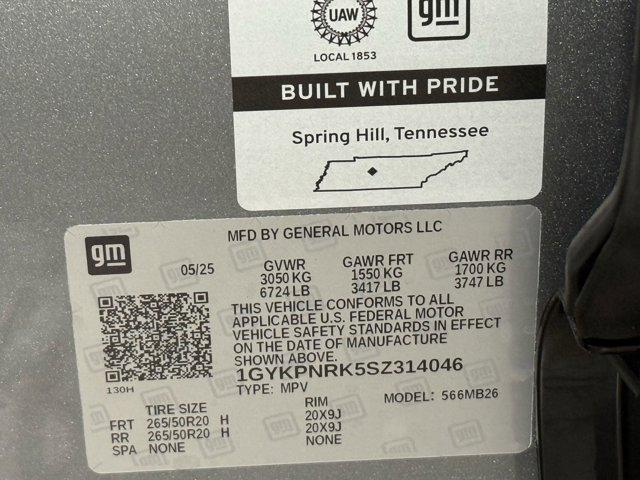 UAW
gm
LOCAL 1853
BUILT WITH PRIDE
Spring Hill, Tennessee
gm
MFD BY GENERAL MOTORS LLC
05/25 GVWR GAWR FRT GAWR RR
3050 KG 1550 KG 1700 KG
6724 LB 3417 LB 3747 LB
THIS VEHICLE CONFORMS TO ALL
APPLICABLE U.S. FEDERAL MOTOR
VEHICLE SAFETY STANDARDS IN EFFECT
ON THE DATE OF MANUFACTURE
SHOWN ABOVE.
1GYKPNRK5SZ314046
130H
TYPE: MPV MODEL: 566MB26
TIRE SIZE RIM
FRT 265/50R20 H 20X9J
RR 265/50R20 H 20X9J
SPA NONE NONE